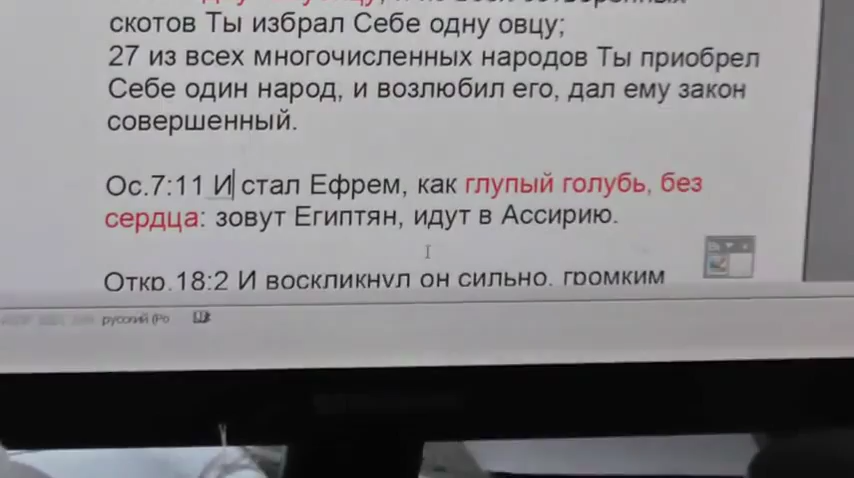 скотов Ты избрал Себе одну овцу;
27 из всех многочисленных народов Ты приобрел
Себе один народ, и возлюбил его, дал ему закон
совершенный.
Ос.7:11 И стал Ефрем, как глупый голубь, без
сердца: зовут Египтян, идут в Ассирию.
Откр.18:2 И воскликнул он сильно, громким
русский (Ро